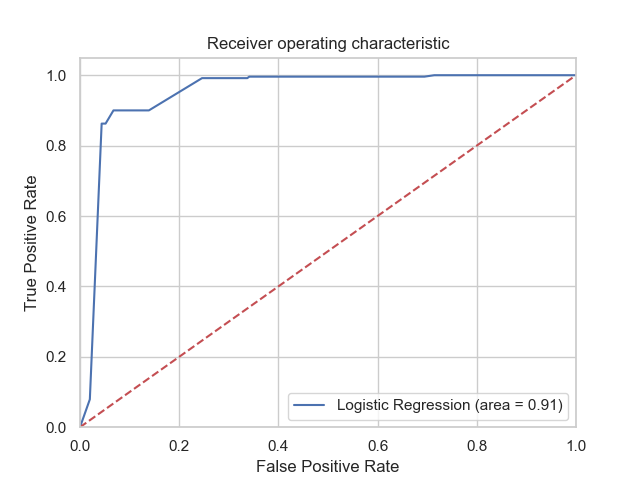 Receiver operating characteristic
True Positive Rate
1.0
0.8
0.6
0.4
0.2
0.0
Logistic Regression (area = 0.91)
0.0 0.2 0.4 0.6 0.8 1.0
False Positive Rate